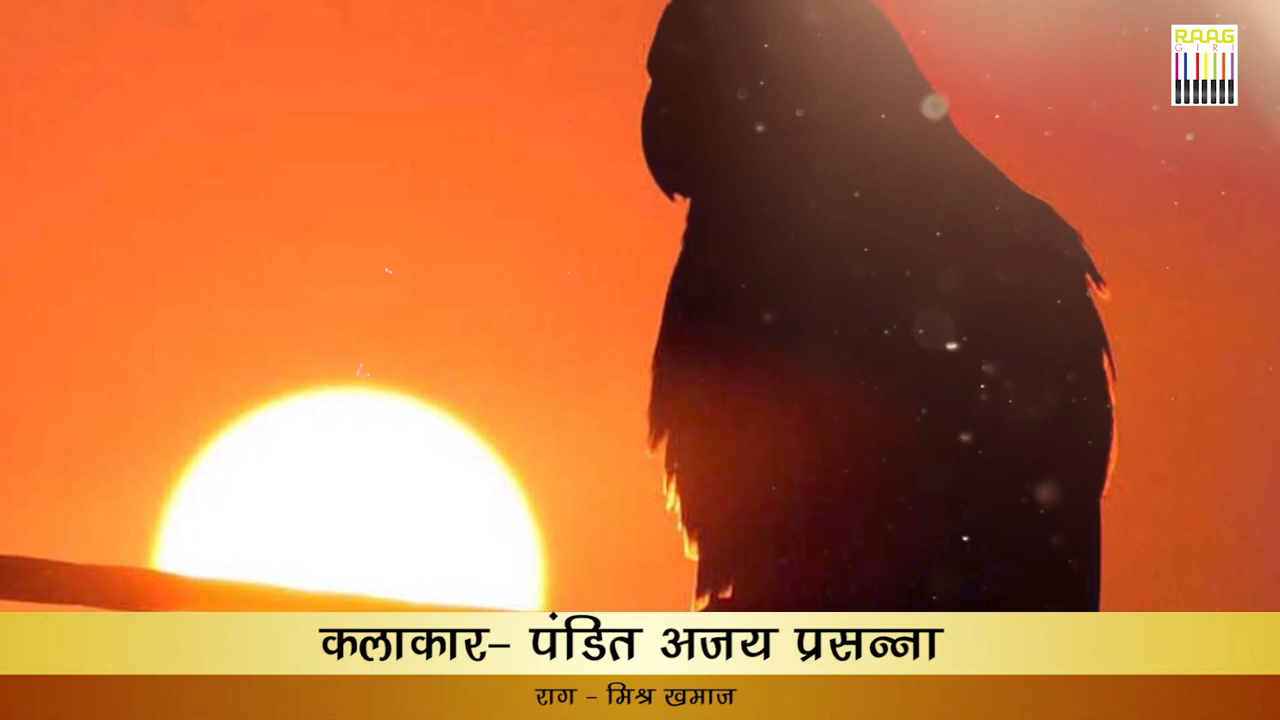 RAAG
GIRI
कलाकार– पंडित अजय प्रसन्ना
राग – मिश्र खमाज